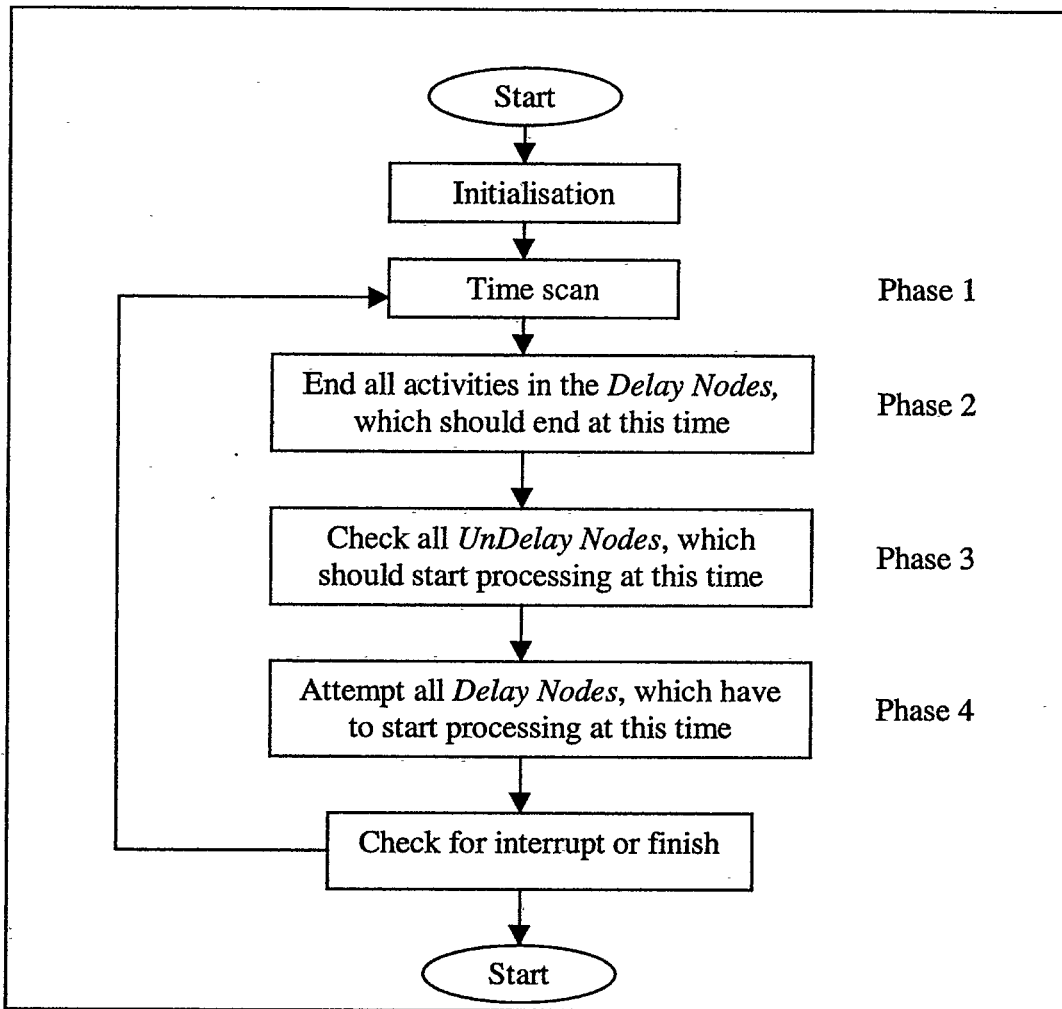 Start
Initialisation
Time scan
Phase 1
End all activities in the Delay Nodes,
which should end at this time
Phase 2
Check all UnDelay Nodes, which
should start processing at this time
Phase 3
Attempt all Delay Nodes, which have
to start processing at this time
Phase 4
Check for interrupt or finish
Start